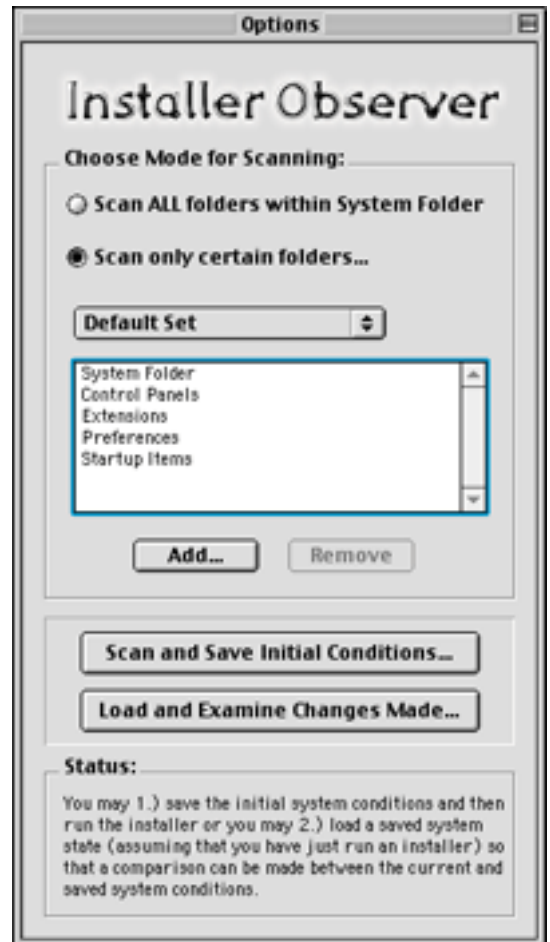 Options
Installer Observer
Choose Mode for Scanning:
Scan ALL folders within System Folder
Scan only certain folders...
Default Set
System Folder
Control Panels
Extensions
Preferences
Startup Items
Add...
Remove
Scan and Save Initial Conditions...
Load and Examine Changes Made...
Status:
You may 1.) save the initial system conditions and then
run the installer or you may 2.) load a saved system
state (assuming that you have just run an installer) so
that a comparison can be made between the current and
saved system conditions.